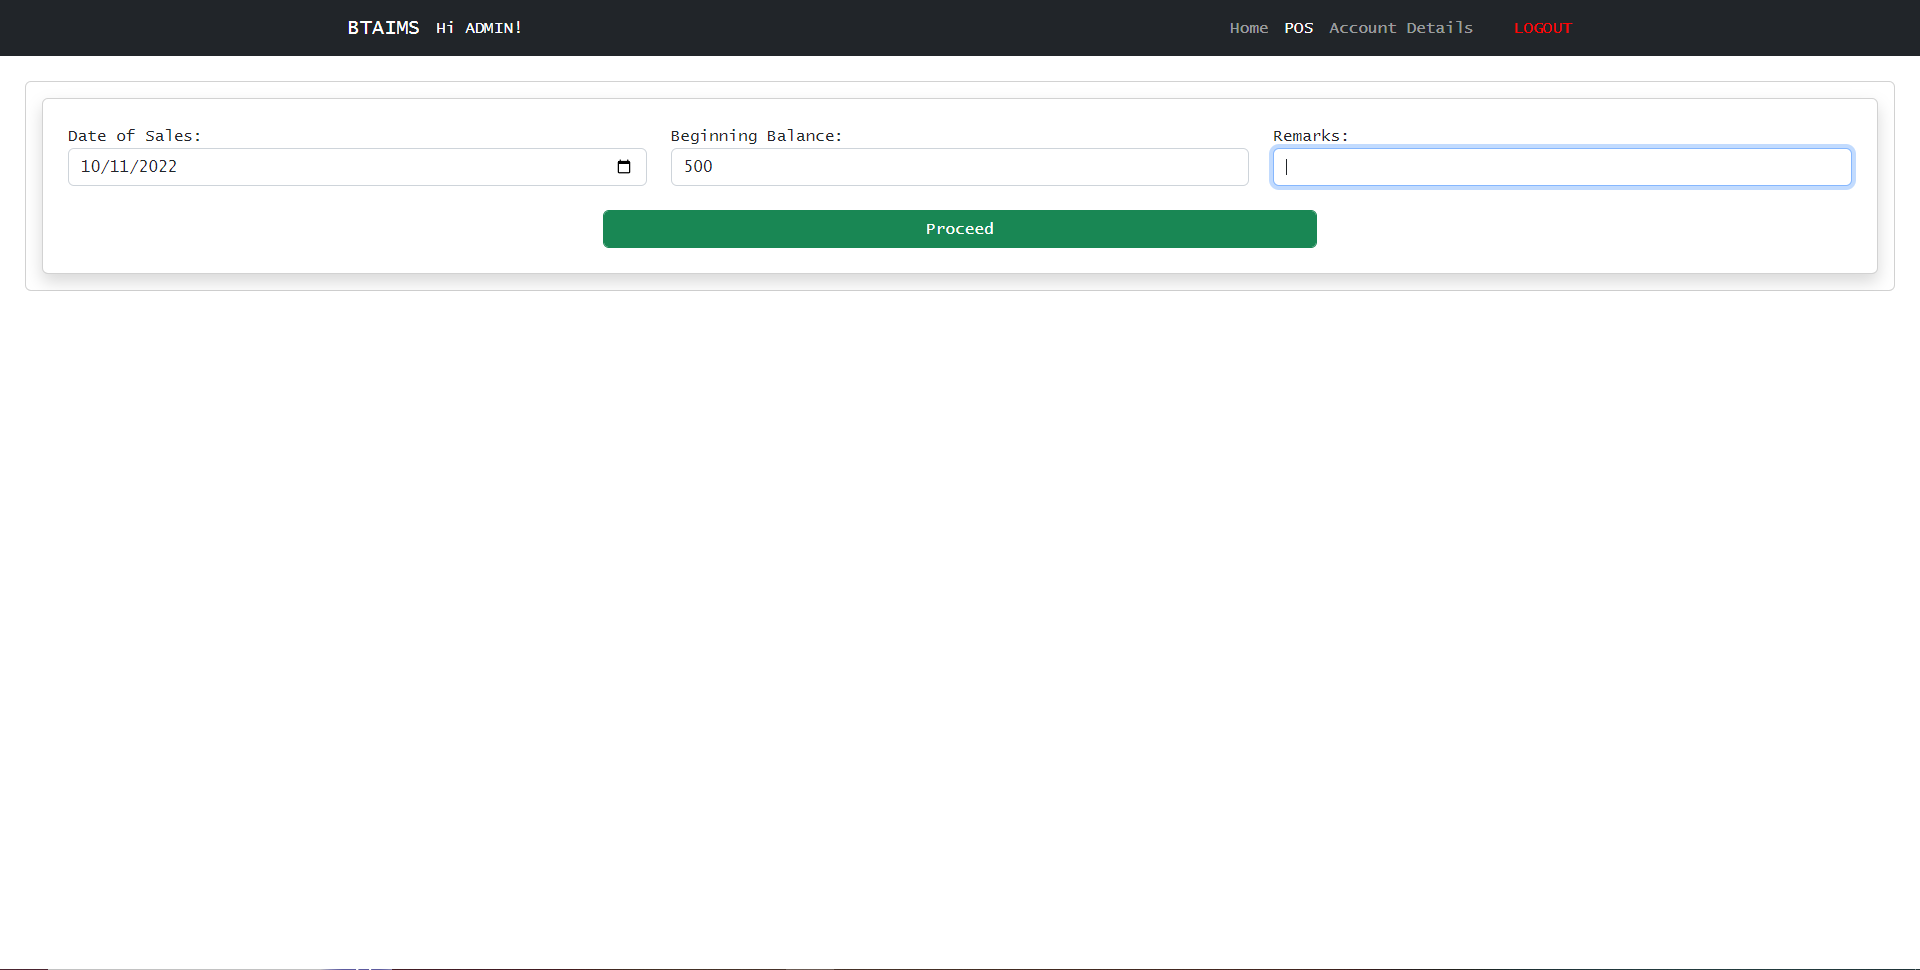 BTAIMS Hi ADMIN! Home POS Account Details LOGOUT
Date of Sales: Beginning Balance: Remarks:
10/11/2022 500
Proceed